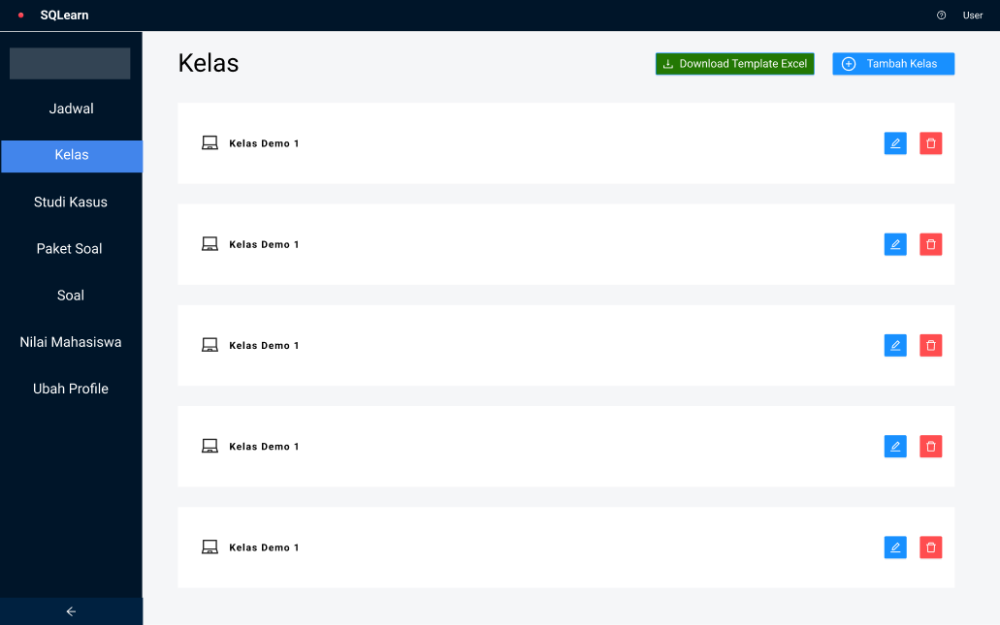 SQLearn
User
Jadwal
Kelas
Studi Kasus
Paket Soal
Soal
Nilai Mahasiswa
Ubah Profile
Kelas
Download Template Excel
Tambah Kelas
Kelas Demo 1
Kelas Demo 1
Kelas Demo 1
Kelas Demo 1
Kelas Demo 1